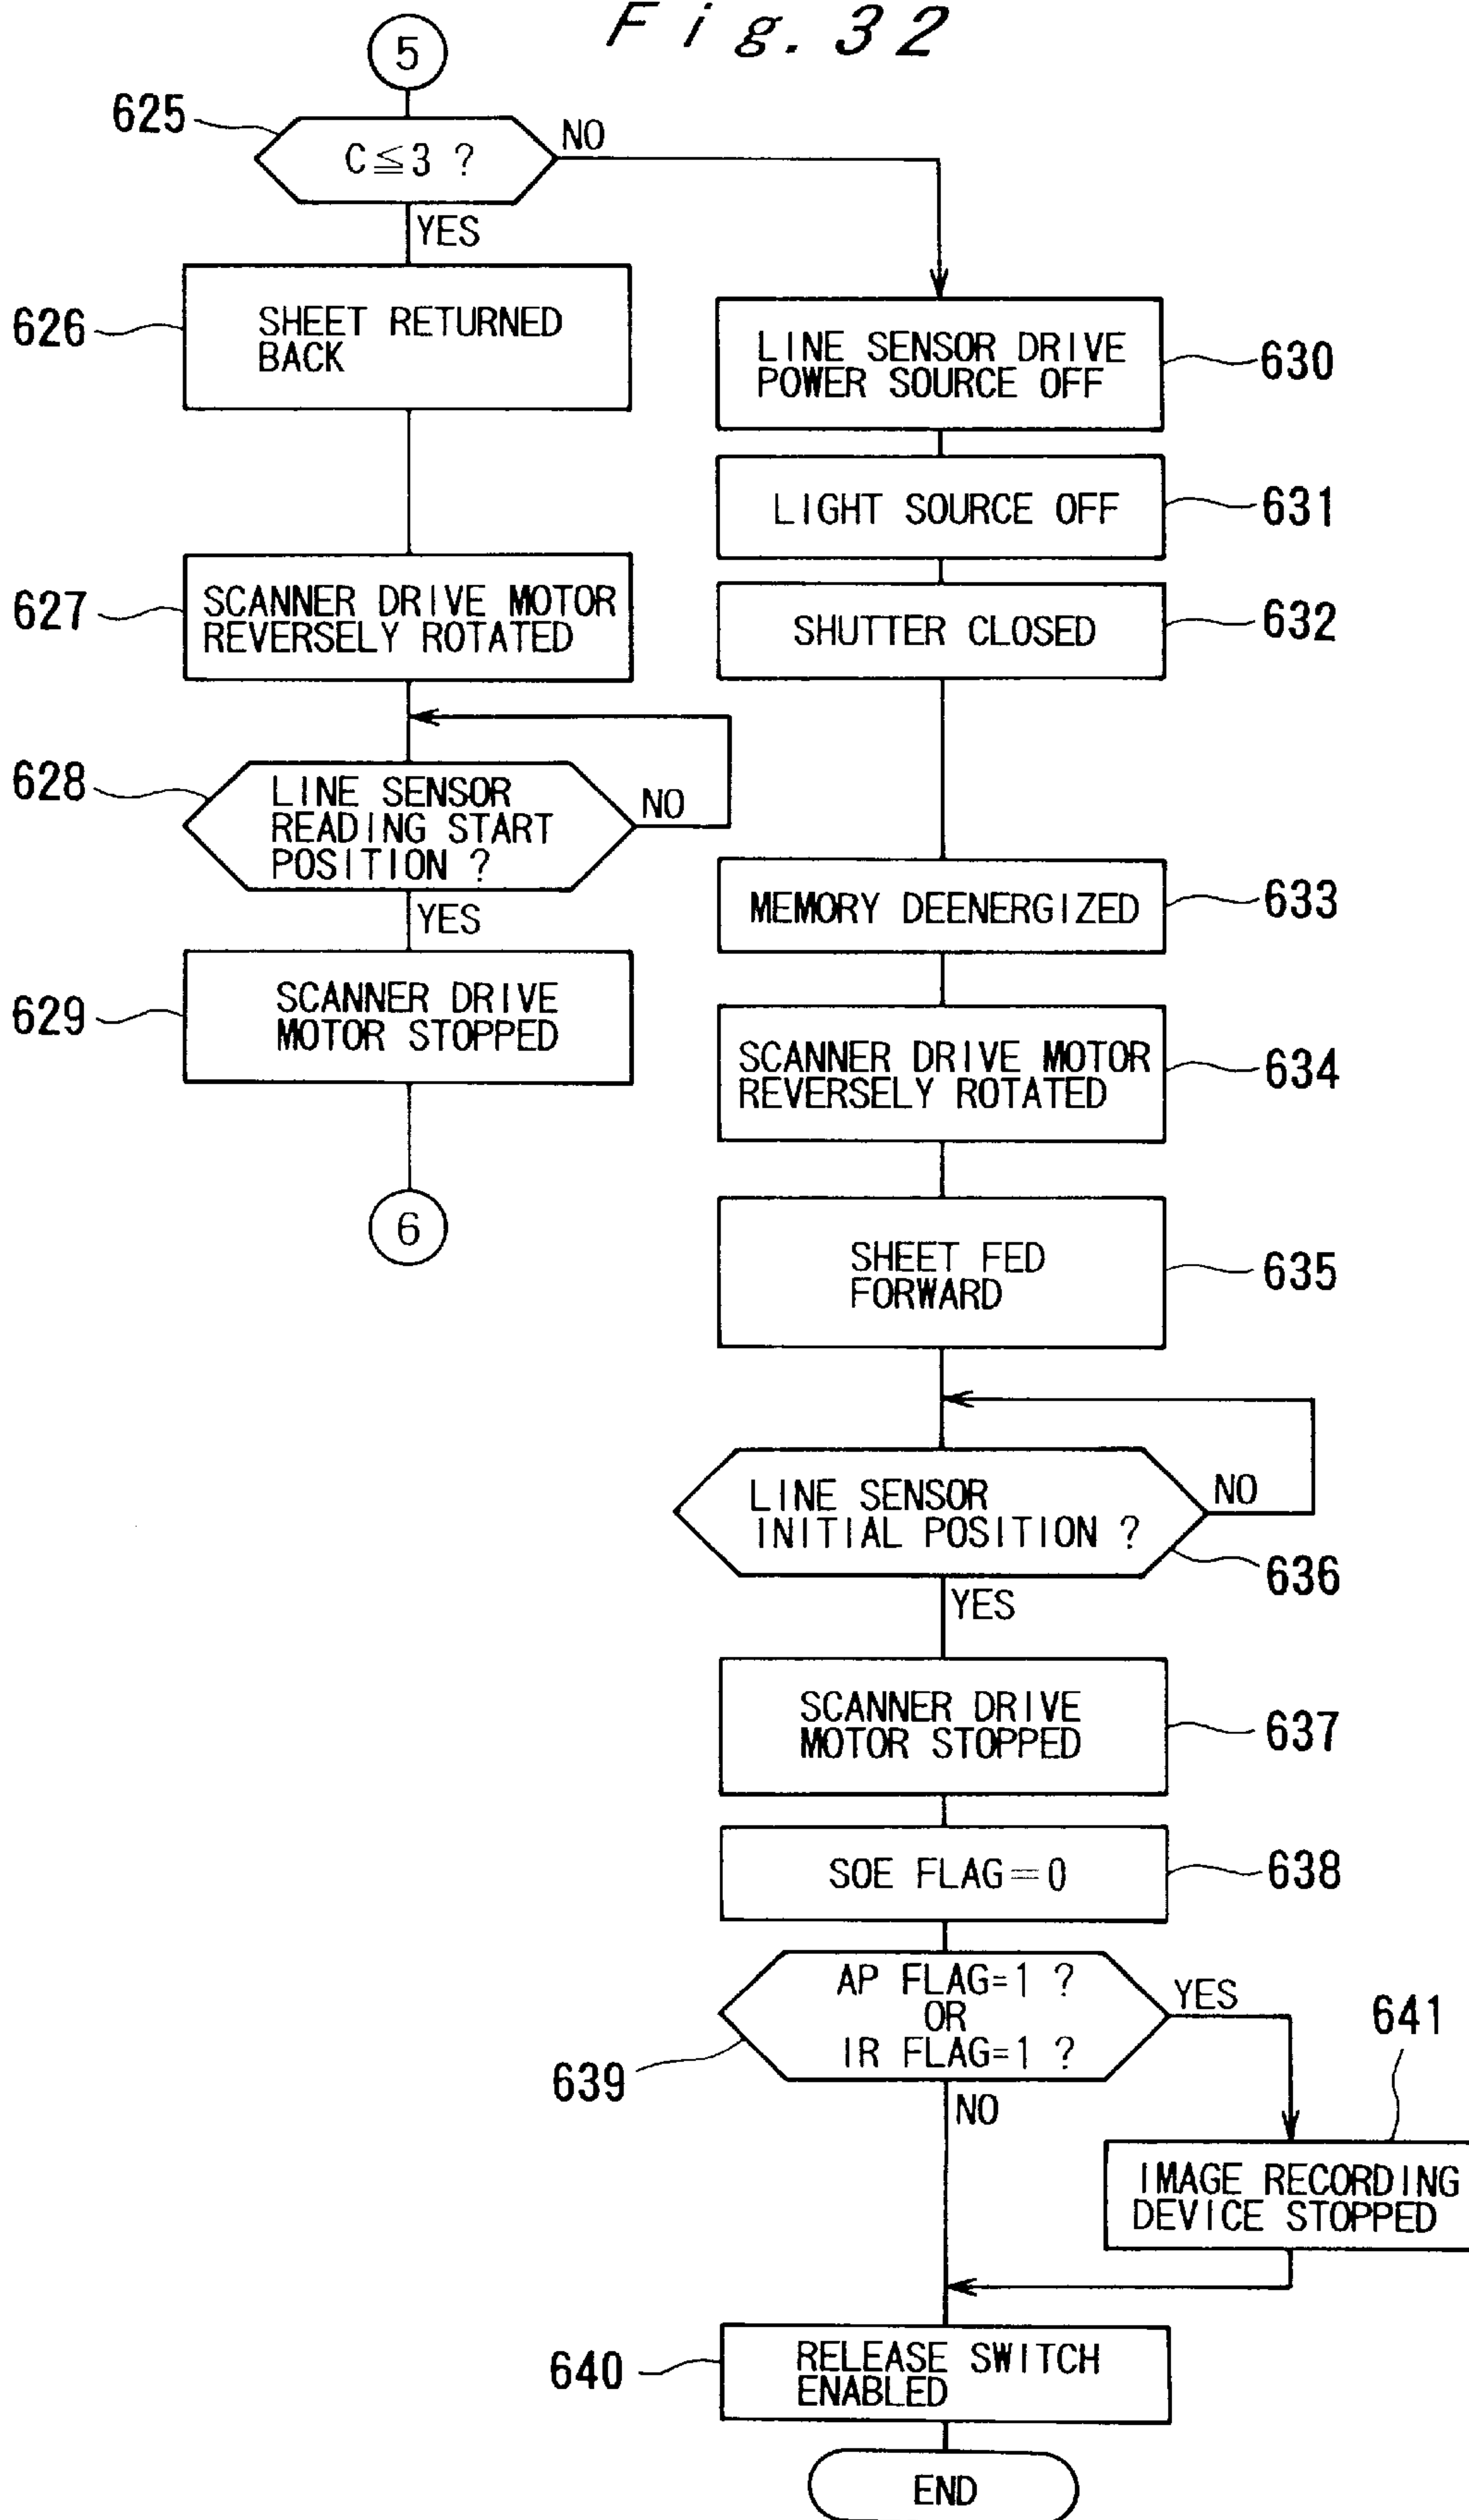 Fig. 32
5
625
C≦3 ?
NO
YES
626
SHEET RETURNED
BACK
627
SCANNER DRIVE MOTOR
REVERSELY ROTATED
628
LINE SENSOR
READING START
POSITION ?
NO
YES
629
SCANNER DRIVE
MOTOR STOPPED
6
LINE SENSOR DRIVE
POWER SOURCE OFF
630
LIGHT SOURCE OFF
631
SHUTTER CLOSED
632
MEMORY DEENERGIZED
633
SCANNER DRIVE MOTOR
REVERSELY ROTATED
634
SHEET FED
FORWARD
635
LINE SENSOR
INITIAL POSITION ?
NO
636
YES
SCANNER DRIVE
MOTOR STOPPED
637
SOE FLAG=0
638
AP FLAG=1 ?
OR
IR FLAG=1 ?
YES
639
NO
641
IMAGE RECORDING
DEVICE STOPPED
640
RELEASE SWITCH
ENABLED
END